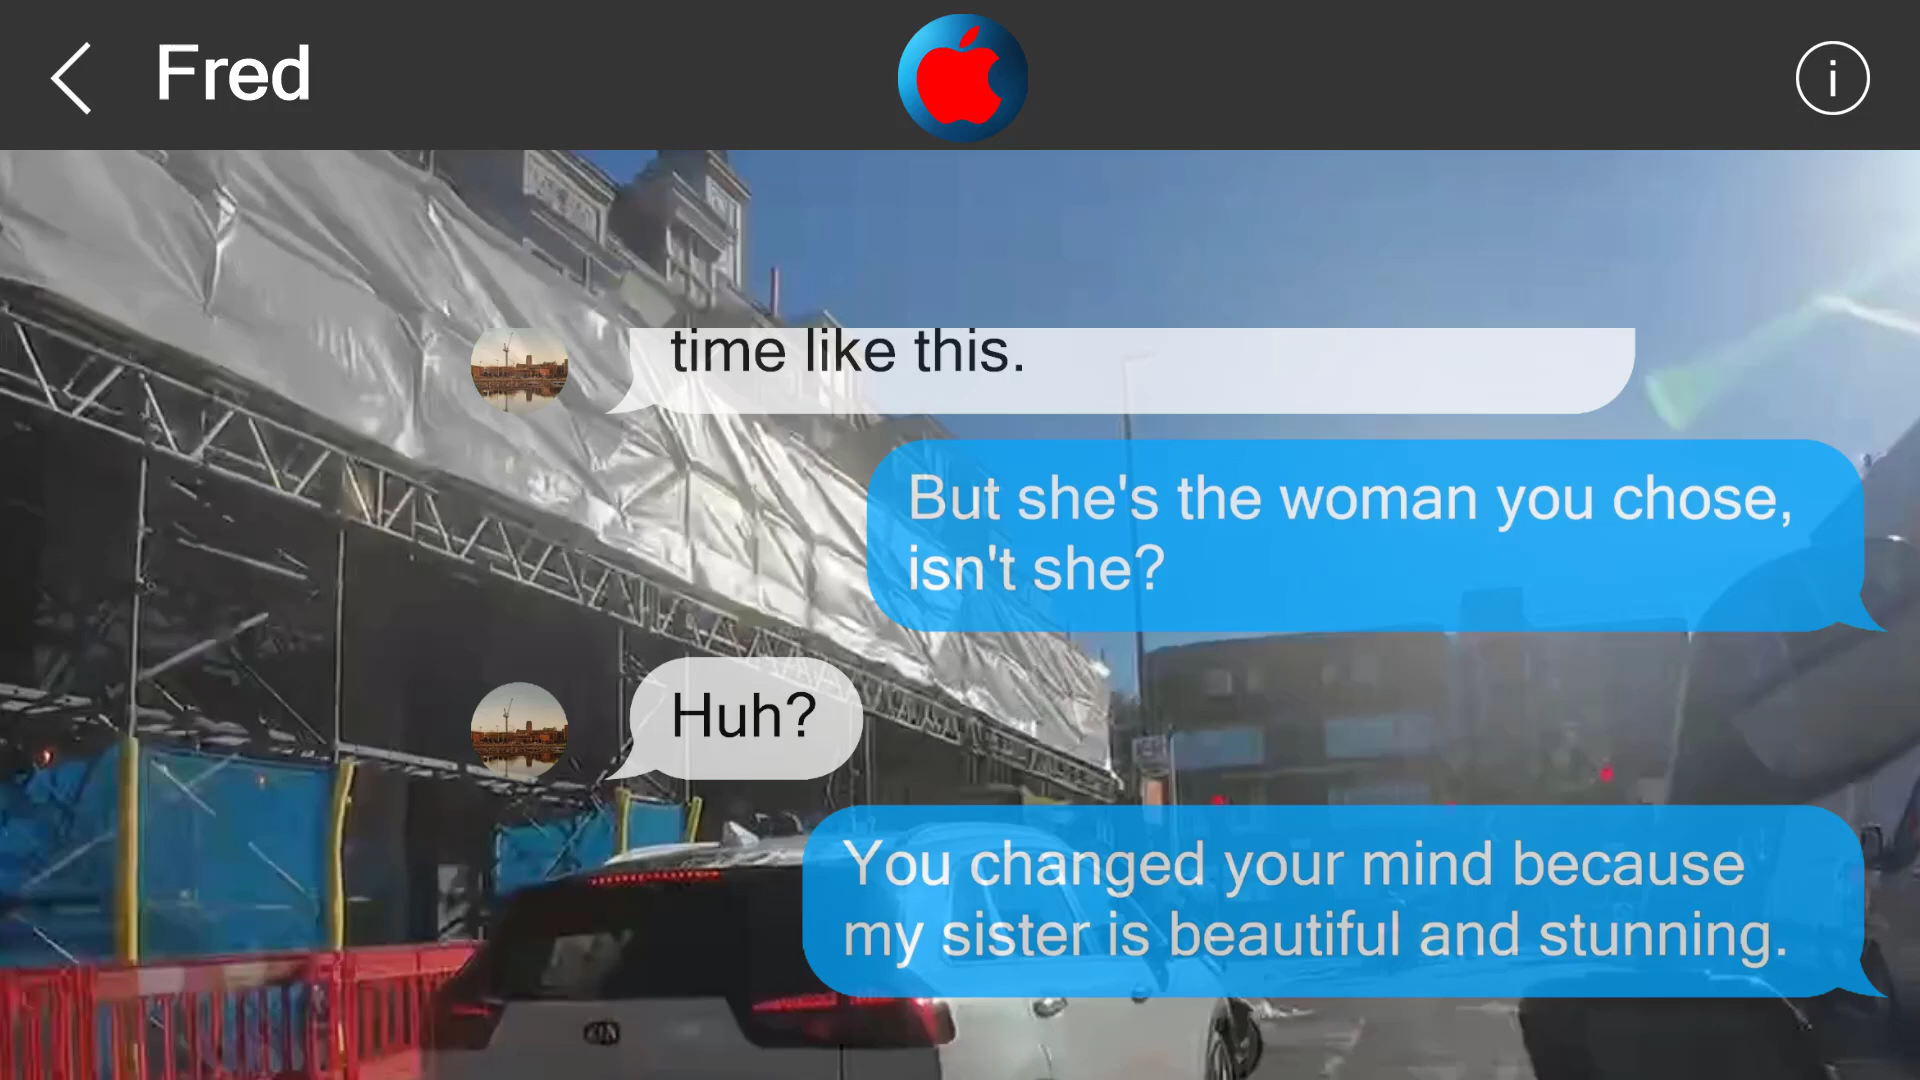 Fred
i
time like this.
But she's the woman you chose,
isn't she?
Huh?
You changed your mind because
my sister is beautiful and stunning.
KIA